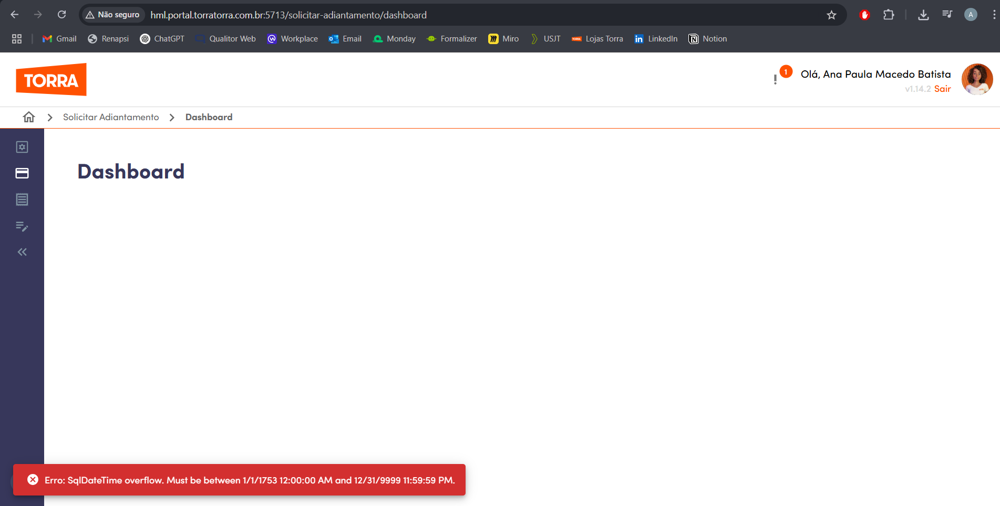 Não seguro
hml.portal.torratorra.com.br:5713/solicitar-adiantamento/dashboard
A
Gmail
Renapsi
ChatGPT
Qualitor Web
Workplace
Email
Monday
Formalizer
Miro
USJT
Lojas Torra
LinkedIn
Notion
TORRA
1
Olá, Ana Paula Macedo Batista
v1.14.2 Sair
Solicitar Adiantamento
Dashboard
Dashboard
Erro: SqlDateTime overflow. Must be between 1/1/1753 12:00:00 AM and 12/31/9999 11:59:59 PM.